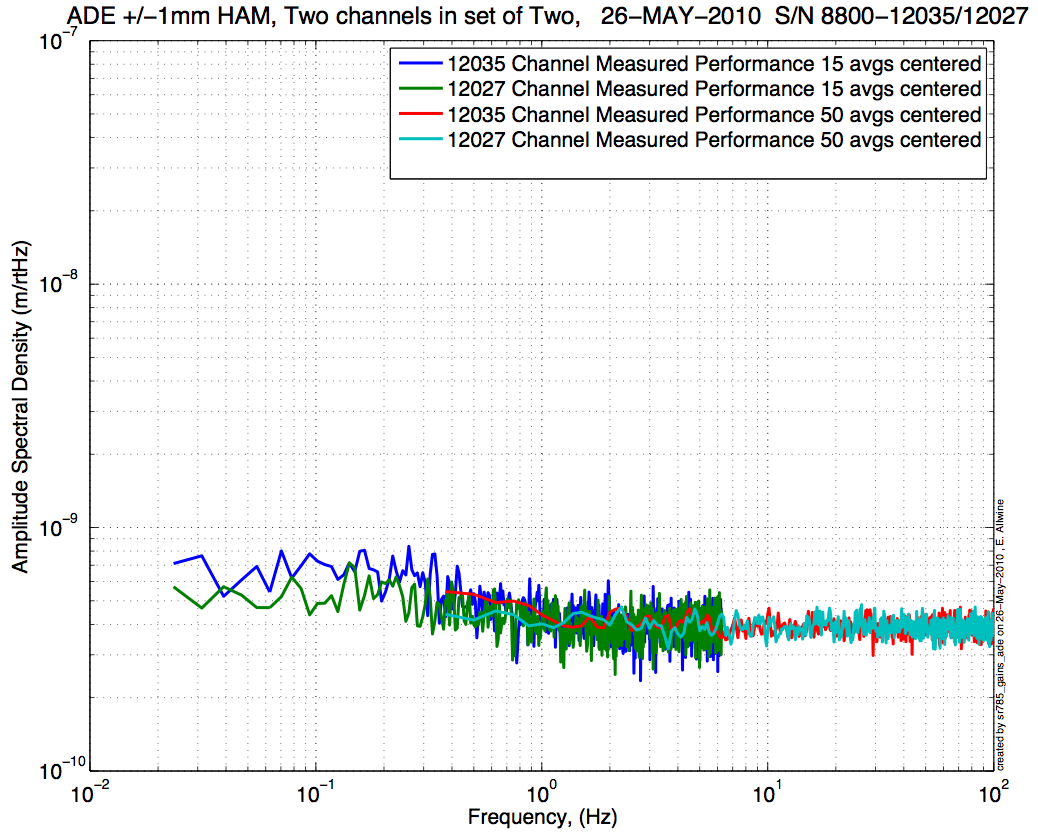 ADE +/−1mm HAM, Two channels in set of Two, 26−MAY−2010 S/N 8800−12035/12027
10−7
12035 Channel Measured Performance 15 avgs centered
12027 Channel Measured Performance 15 avgs centered
12035 Channel Measured Performance 50 avgs centered
12027 Channel Measured Performance 50 avgs centered
10−8
Amplitude Spectral Density (m/rtHz)
10−9
10−10
created by sr785_gains_ade on 26−May−2010 , E. Allwine
10−2 10−1 100 101 102
Frequency, (Hz)